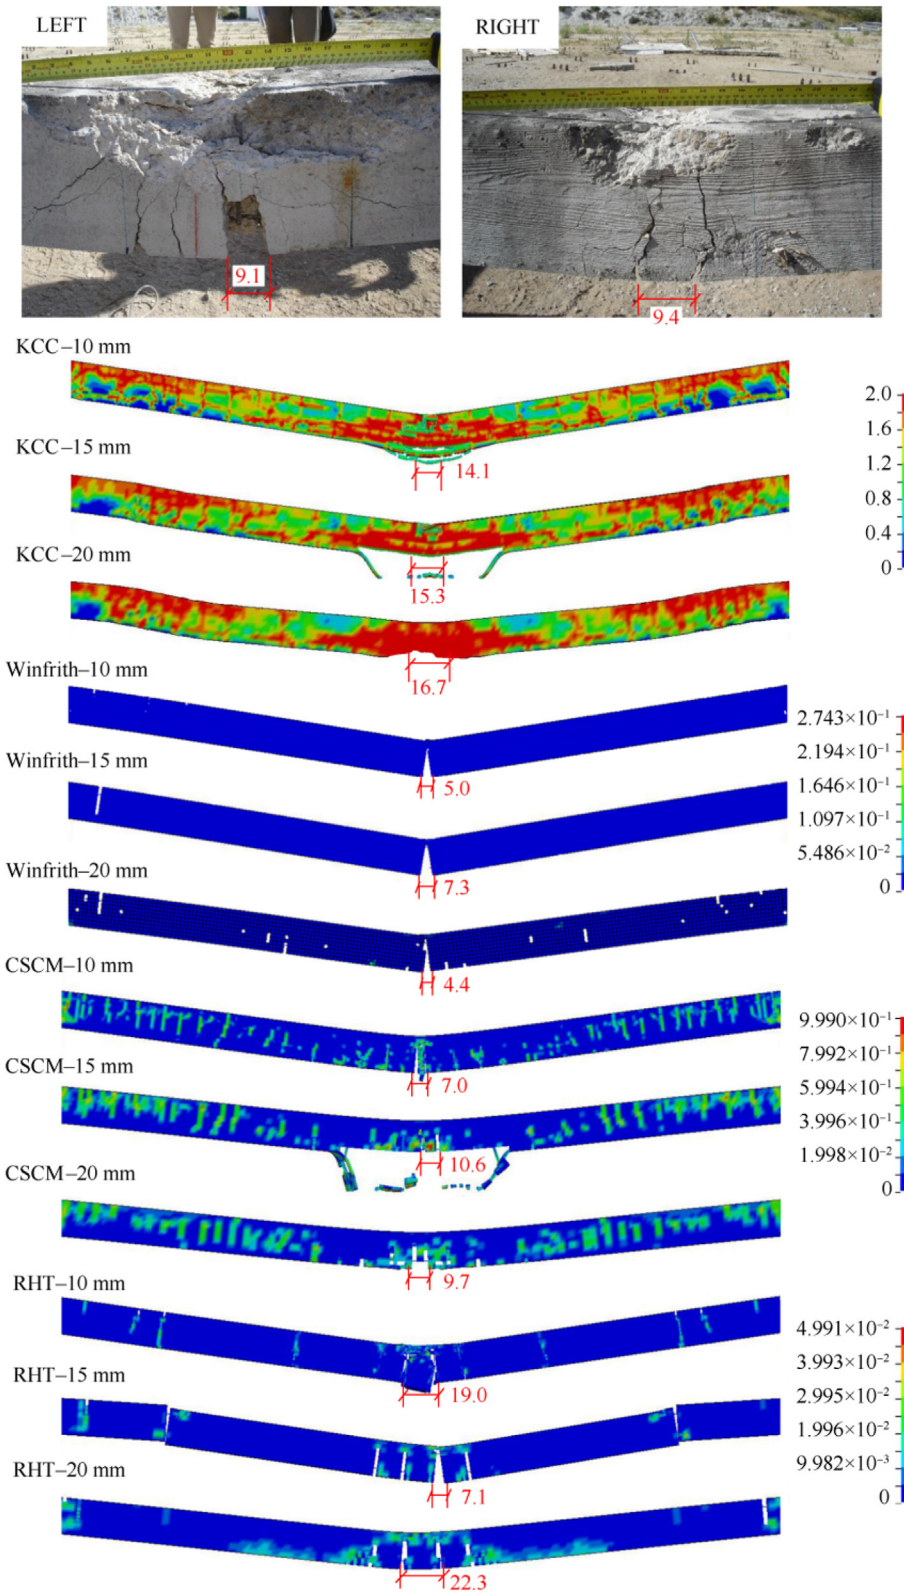 LEFT
RIGHT
9.1
9.4
KCC–10 mm
14.1
KCC–15 mm
15.3
KCC–20 mm
16.7
2.0
1.6
1.2
0.8
0.4
0
Winfrith–10 mm
5.0
Winfrith–15 mm
7.3
Winfrith–20 mm
4.4
2.743×10⁻¹
2.194×10⁻¹
1.646×10⁻¹
1.097×10⁻¹
5.486×10⁻²
0
CSCM–10 mm
7.0
CSCM–15 mm
10.6
CSCM–20 mm
9.7
9.990×10⁻¹
7.992×10⁻¹
5.994×10⁻¹
3.996×10⁻¹
1.998×10⁻²
0
RHT–10 mm
19.0
RHT–15 mm
7.1
RHT–20 mm
22.3
4.991×10⁻²
3.993×10⁻²
2.995×10⁻²
1.996×10⁻²
9.982×10⁻³
0